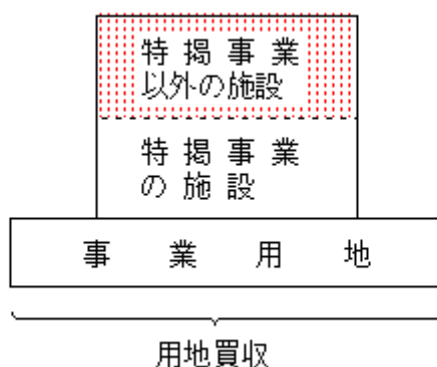 特掲事業
以外の施設
特掲事業
の施設
事業用地
用地買収